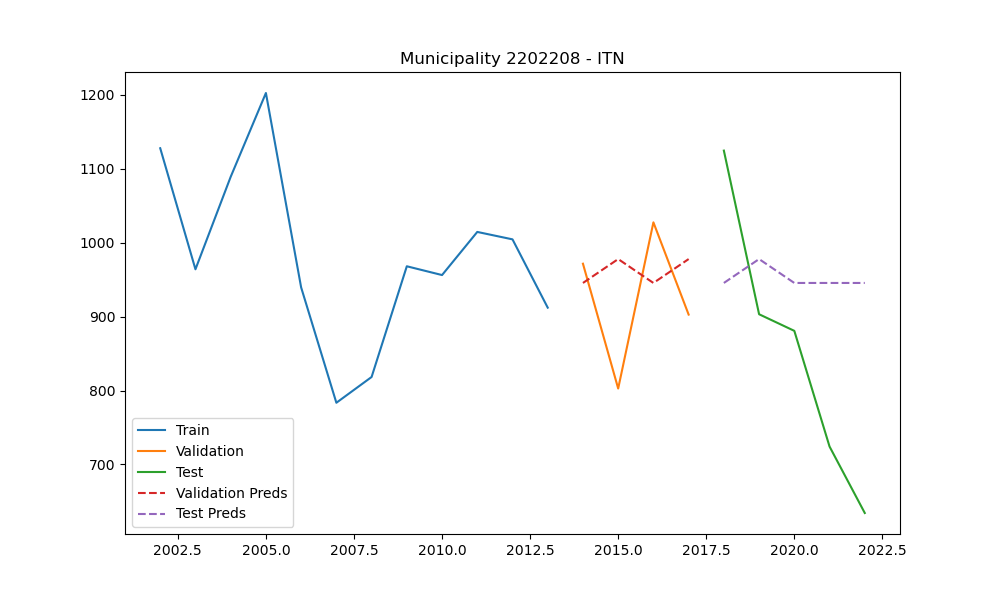 Municipality 2202208 - ITN
1200
1100
1000
900
800
700
Train
Validation
Test
Validation Preds
Test Preds
2002.5 2005.0 2007.5 2010.0 2012.5 2015.0 2017.5 2020.0 2022.5